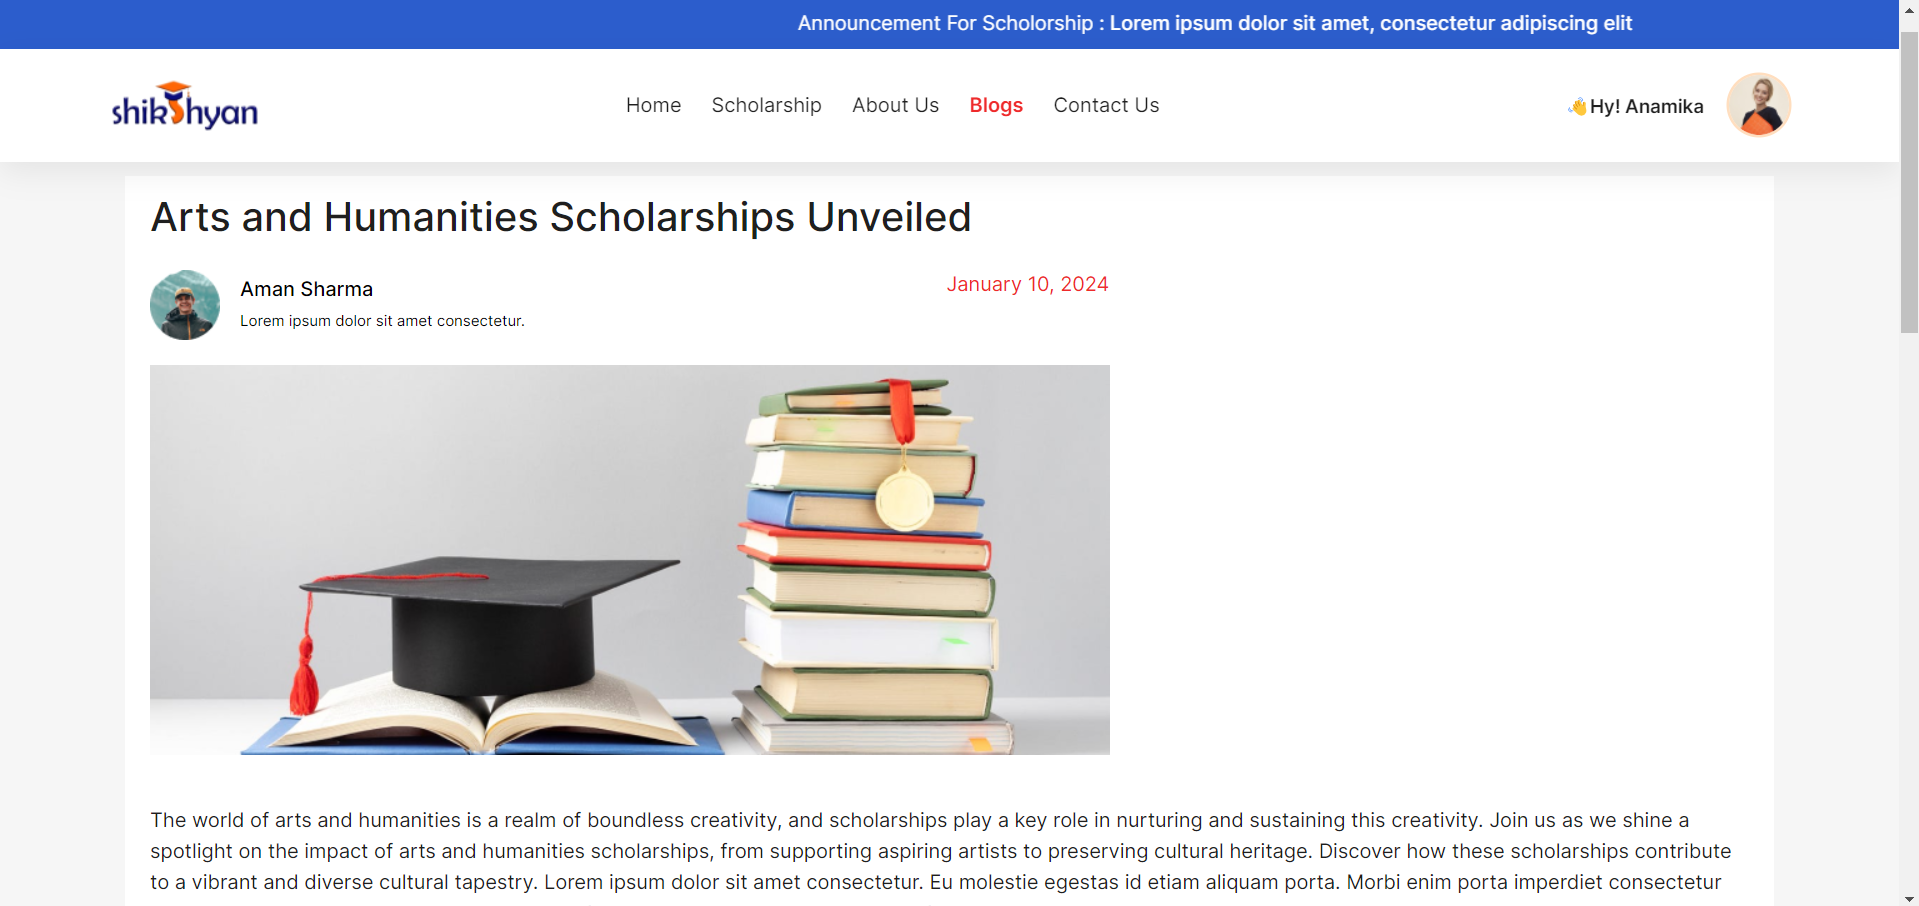 Announcement For Scholorship : Lorem ipsum dolor sit amet, consectetur adipiscing elit
shikshyan
Home Scholarship About Us Blogs Contact Us
👋Hy! Anamika
Arts and Humanities Scholarships Unveiled
Aman Sharma
January 10, 2024
Lorem ipsum dolor sit amet consectetur.
The world of arts and humanities is a realm of boundless creativity, and scholarships play a key role in nurturing and sustaining this creativity. Join us as we shine a
spotlight on the impact of arts and humanities scholarships, from supporting aspiring artists to preserving cultural heritage. Discover how these scholarships contribute
to a vibrant and diverse cultural tapestry. Lorem ipsum dolor sit amet consectetur. Eu molestie egestas id etiam aliquam porta. Morbi enim porta imperdiet consectetur